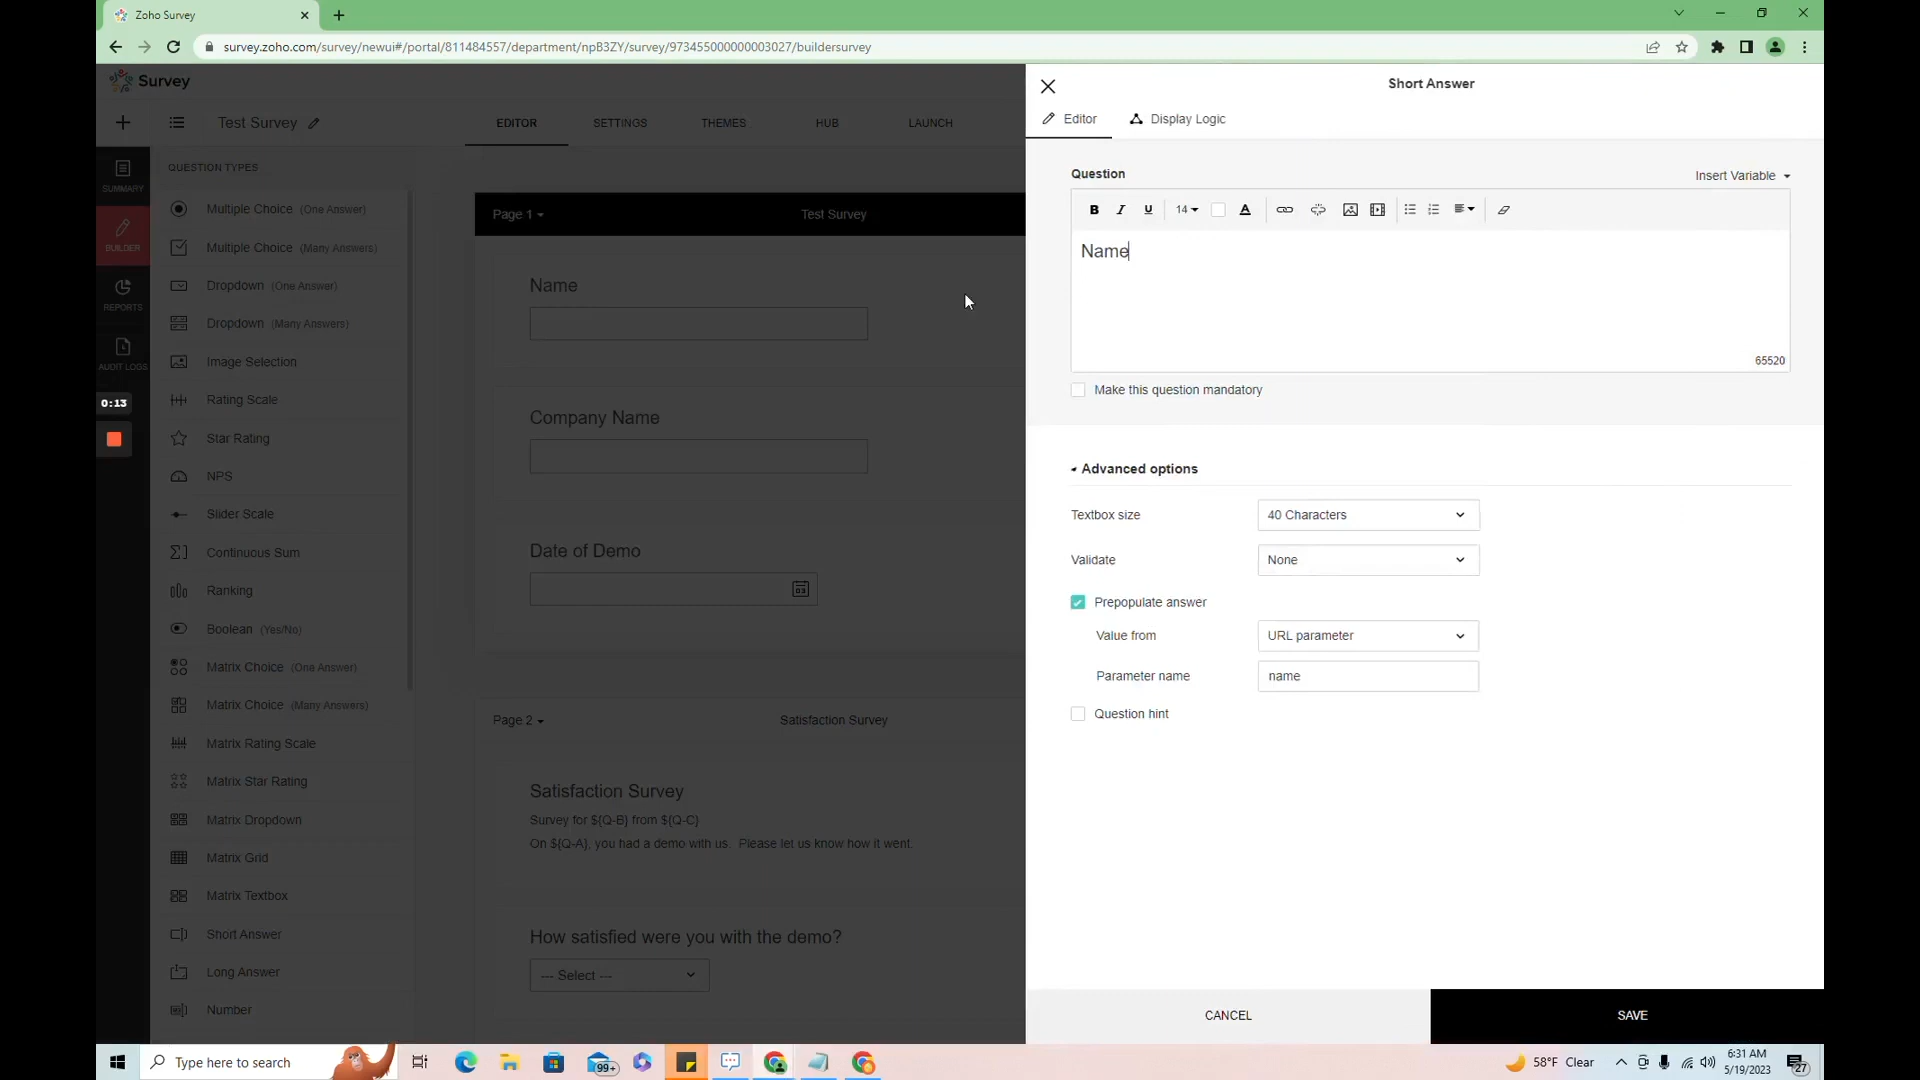 Zoho Survey
survey.zoho.com/survey/newui#/portal/811484557/department/npB3ZY/survey/973455000000003027/buildersurvey
Survey
Test Survey
EDITOR
SETTINGS
THEMES
HUB
LAUNCH
SUMMARY
BUILDER
REPORTS
AUDIT LOGS
0:13
QUESTION TYPES
Multiple Choice (One Answer)
Multiple Choice (Many Answers)
Dropdown (One Answer)
Dropdown (Many Answers)
Image Selection
Rating Scale
Star Rating
NPS
Slider Scale
Continuous Sum
Ranking
Boolean (Yes/No)
Matrix Choice (One Answer)
Matrix Choice (Many Answers)
Matrix Rating Scale
Matrix Star Rating
Matrix Dropdown
Matrix Grid
Matrix Textbox
Short Answer
Long Answer
Number
Page 1
Test Survey
Name
Company Name
Date of Demo
03
Page 2
Satisfaction Survey
Satisfaction Survey
Survey for ${Q-B} from ${Q-C}
On ${Q-A}, you had a demo with us. Please let us know how it went.
How satisfied were you with the demo?
--- Select ---
Short Answer
Editor
Display Logic
Question
Insert Variable
B I U 14 A
Name
65520
Make this question mandatory
Advanced options
Textbox size
40 Characters
Validate
None
Prepopulate answer
Value from
URL parameter
Parameter name
name
Question hint
CANCEL
SAVE
Type here to search
99+
58°F Clear
6:31 AM
5/19/2023
27